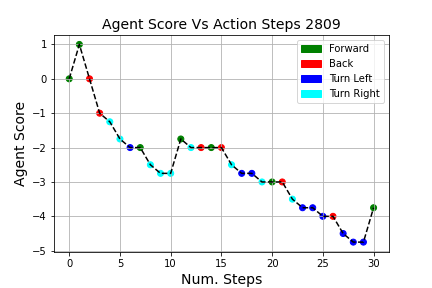 Agent Score Vs Action Steps 2809
Agent Score
1
0
−1
−2
−3
−4
−5
Forward
Back
Turn Left
Turn Right
0 5 10 15 20 25 30
Num. Steps